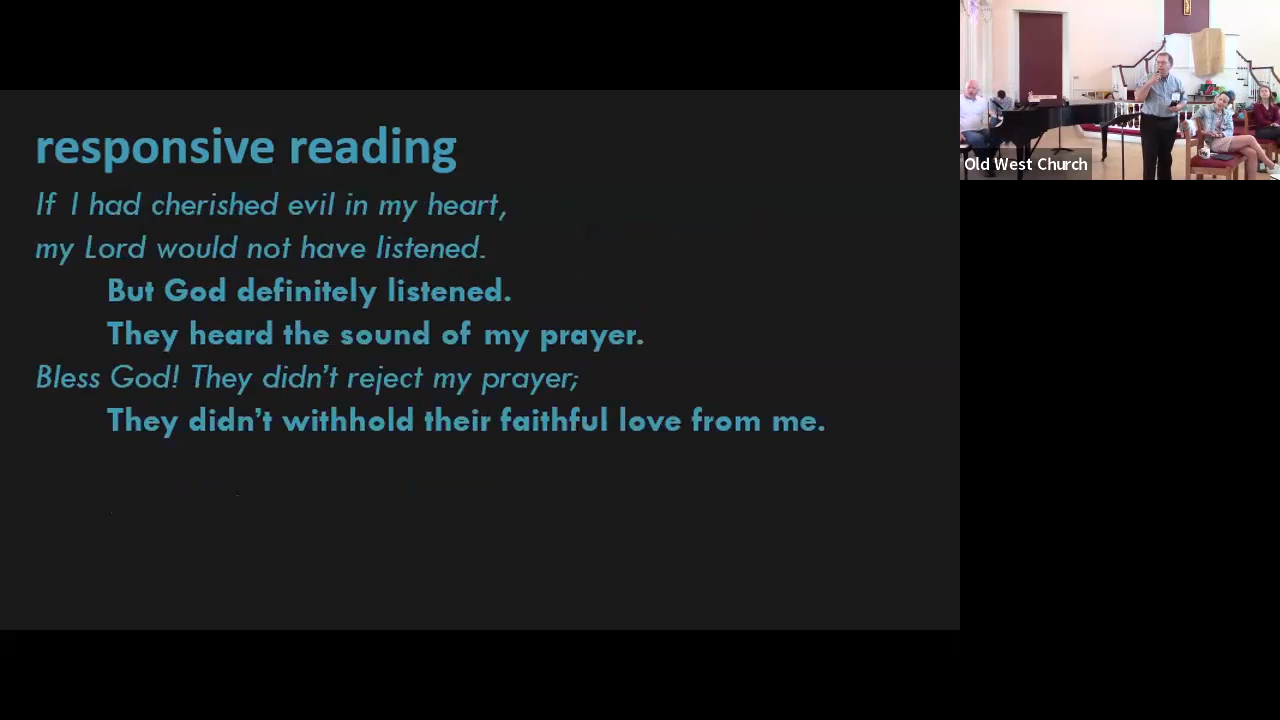 responsive reading
If I had cherished evil in my heart,
my Lord would not have listened.
But God definitely listened.
They heard the sound of my prayer.
Bless God! They didn't reject my prayer;
They didn't withhold their faithful love from me.
Old West Church